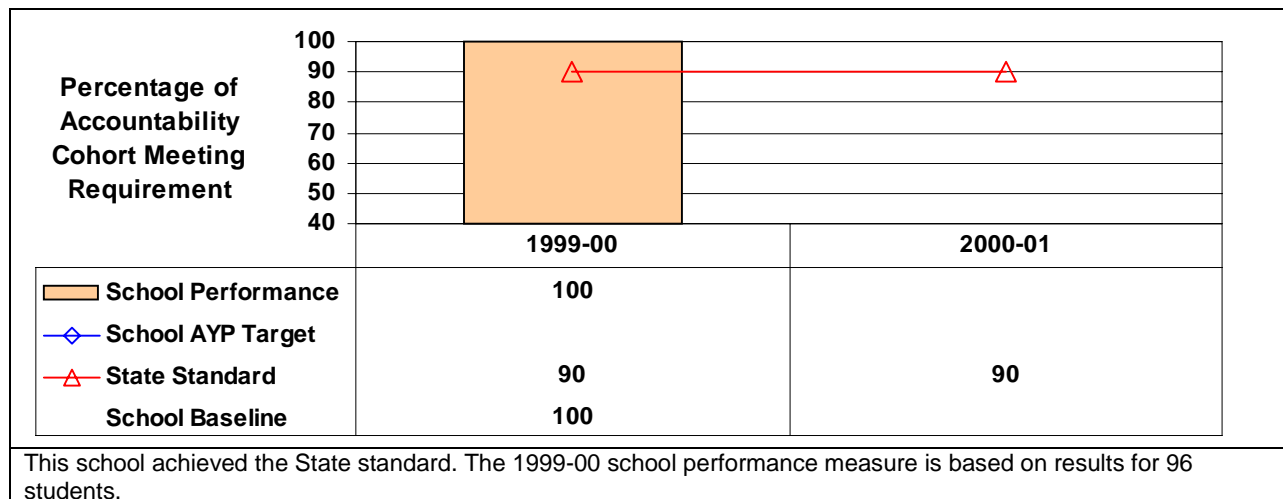 Percentage of
Accountability
Cohort Meeting
Requirement
100
90
80
70
60
50
40
1999-00 2000-01
School Performance 100
School AYP Target
State Standard 90 90
School Baseline 100
This school achieved the State standard. The 1999-00 school performance measure is based on results for 96
students.